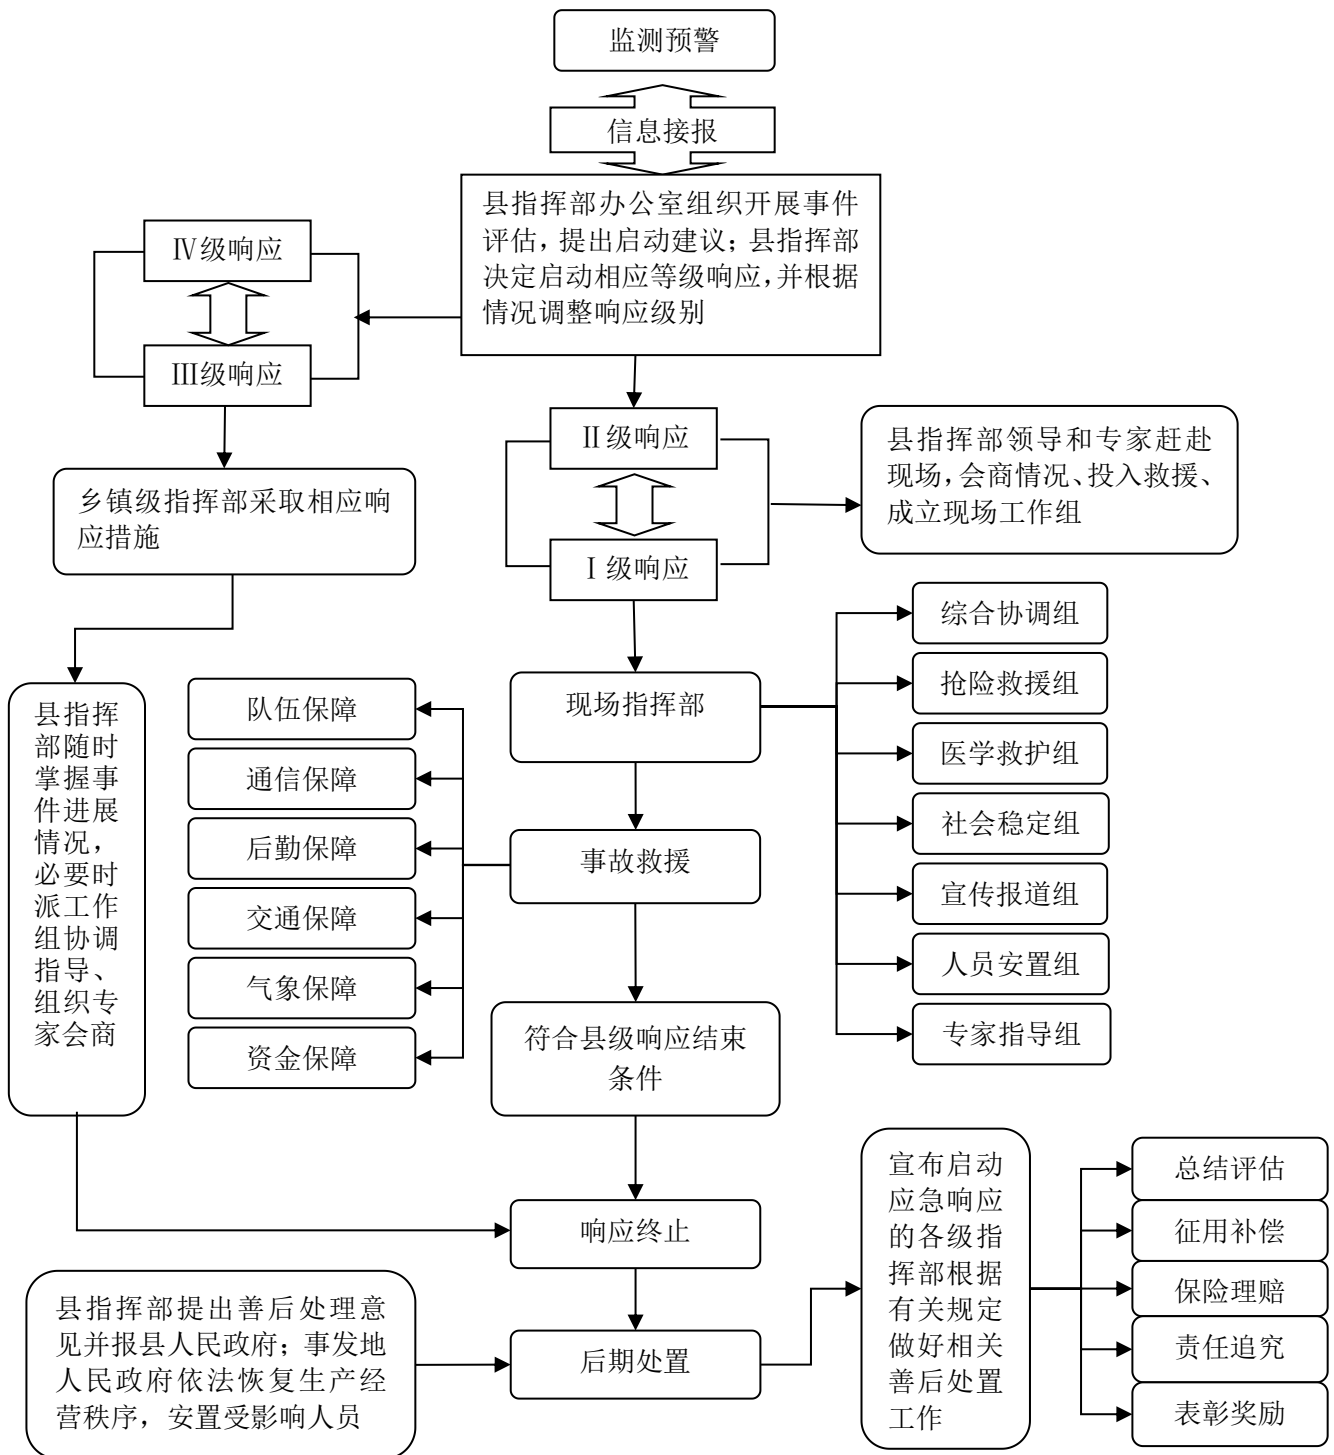 监测预警
信息接报
县指挥部办公室组织开展事件
评估，提出启动建议；县指挥部
决定启动相应等级响应，并根据
情况调整响应级别
Ⅳ级响应
Ⅲ级响应
Ⅱ级响应
Ⅰ级响应
县指挥部领导和专家赶赴
现场，会商情况、投入救援、
成立现场工作组
乡镇级指挥部采取相应响
应措施
县指挥
部随时
掌握事
件进展
情况，
必要时
派工作
组协调
指导、
组织专
家会商
现场指挥部
综合协调组
抢险救援组
医学救护组
社会稳定组
宣传报道组
人员安置组
专家指导组
队伍保障
通信保障
后勤保障
交通保障
气象保障
资金保障
事故救援
符合县级响应结束
条件
响应终止
县指挥部提出善后处理意
见并报县人民政府；事发地
人民政府依法恢复生产经
营秩序，安置受影响人员
后期处置
宣布启动
应急响应
的各级指
挥部根据
有关规定
做好相关
善后处置
工作
总结评估
征用补偿
保险理赔
责任追究
表彰奖励